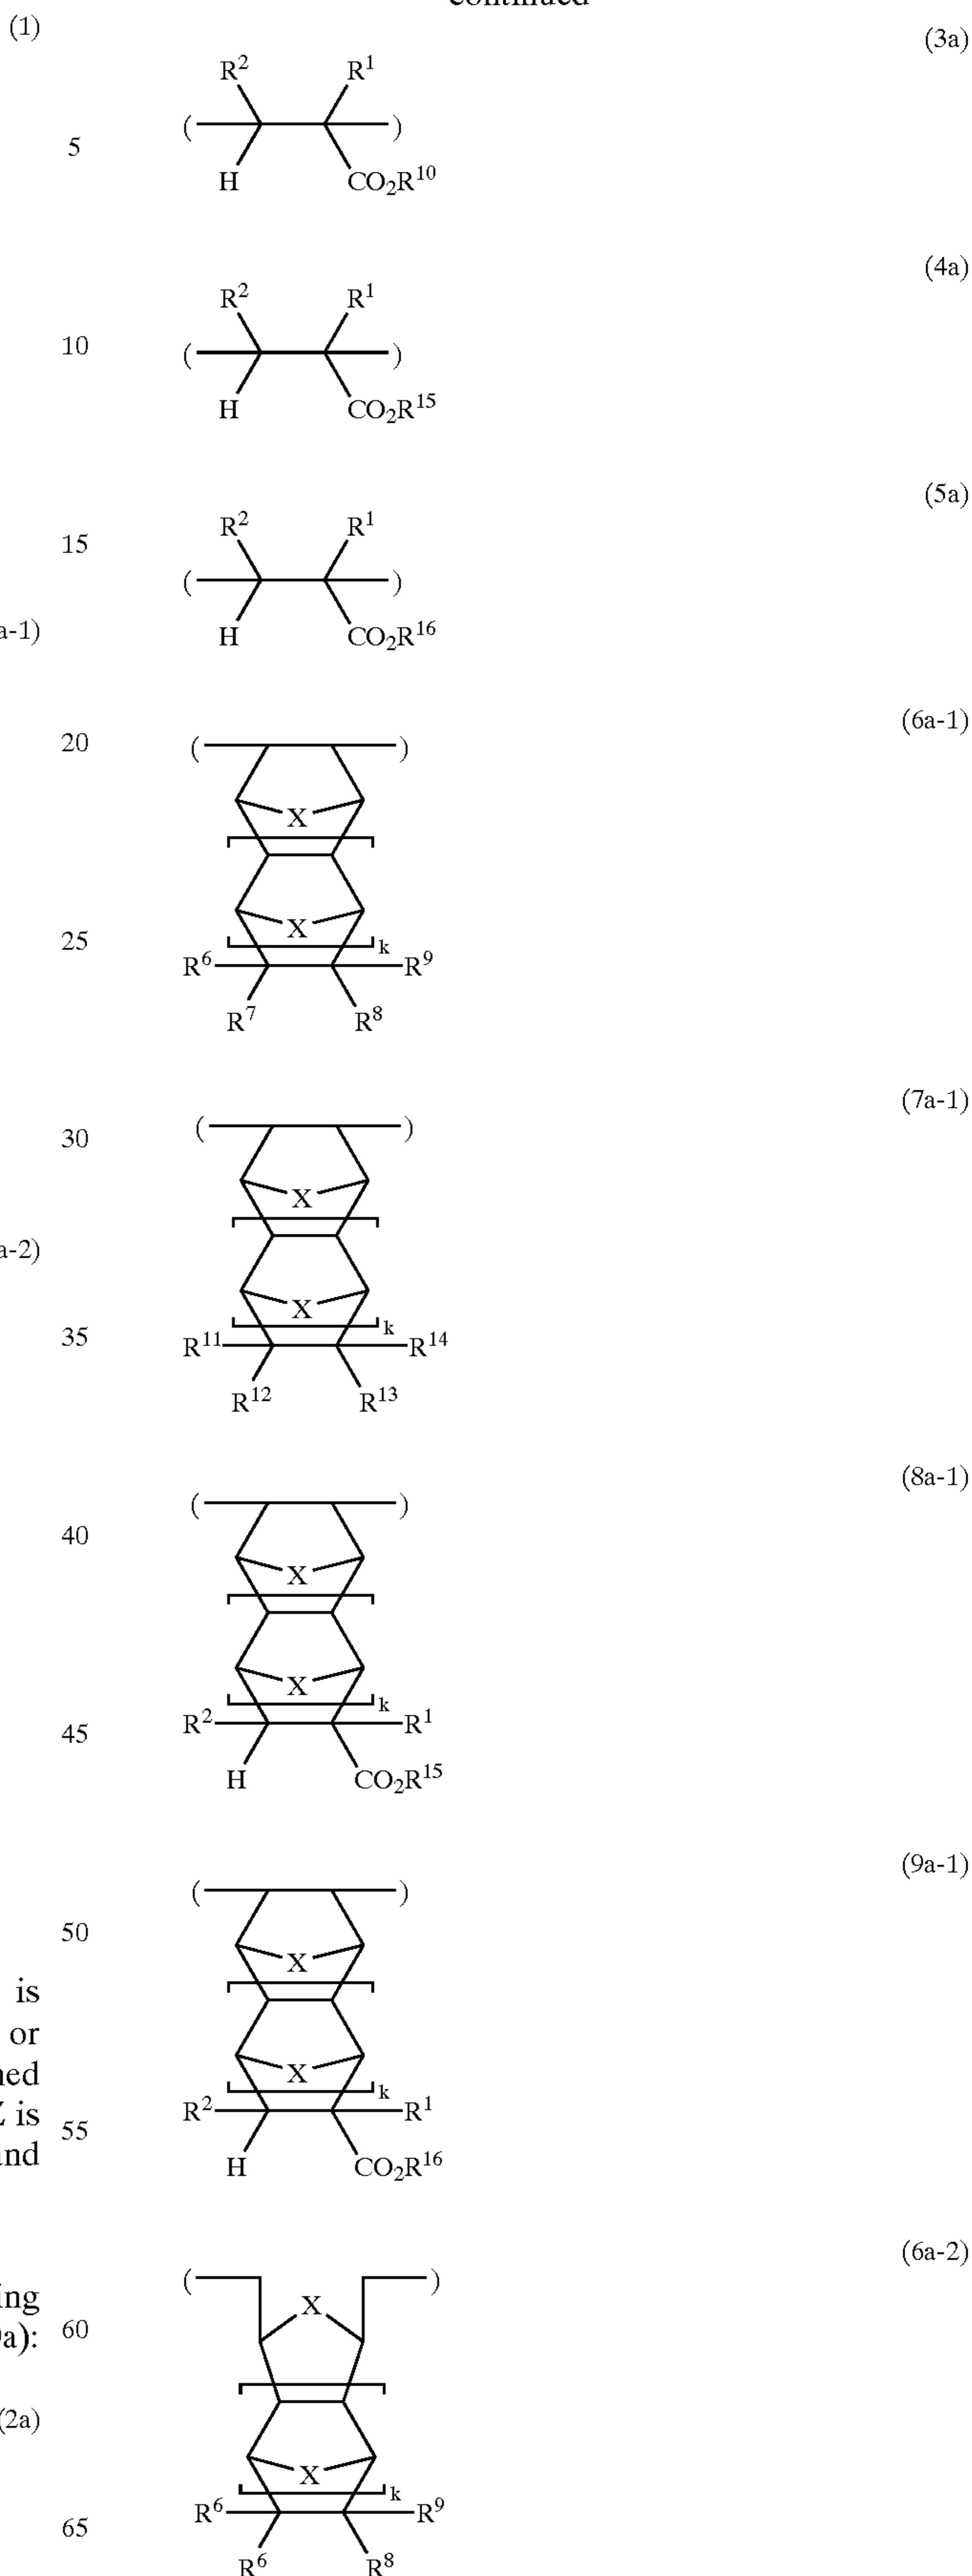 (1)
continued
(3a)
R2 R1
( )
5
H CO2R10
(4a)
R2 R1
10
( )
H CO2R15
(5a)
R2 R1
15
( )
H CO2R16
a-1)
(6a-1)
20
( )
X
X
25
k
R6 R9
R7 R8
(7a-1)
30
( )
X
a-2)
X
35
k
R11 R14
R12 R13
(8a-1)
40
( )
X
X
k
R2 R1
45
H CO2R15
(9a-1)
( )
50
X
is
or
X
k
R2 R1
Z is
55
and
H CO2R16
(6a-2)
( )
ing
X
60
a):
(2a)
X
k
R6 R9
65
R6 R8